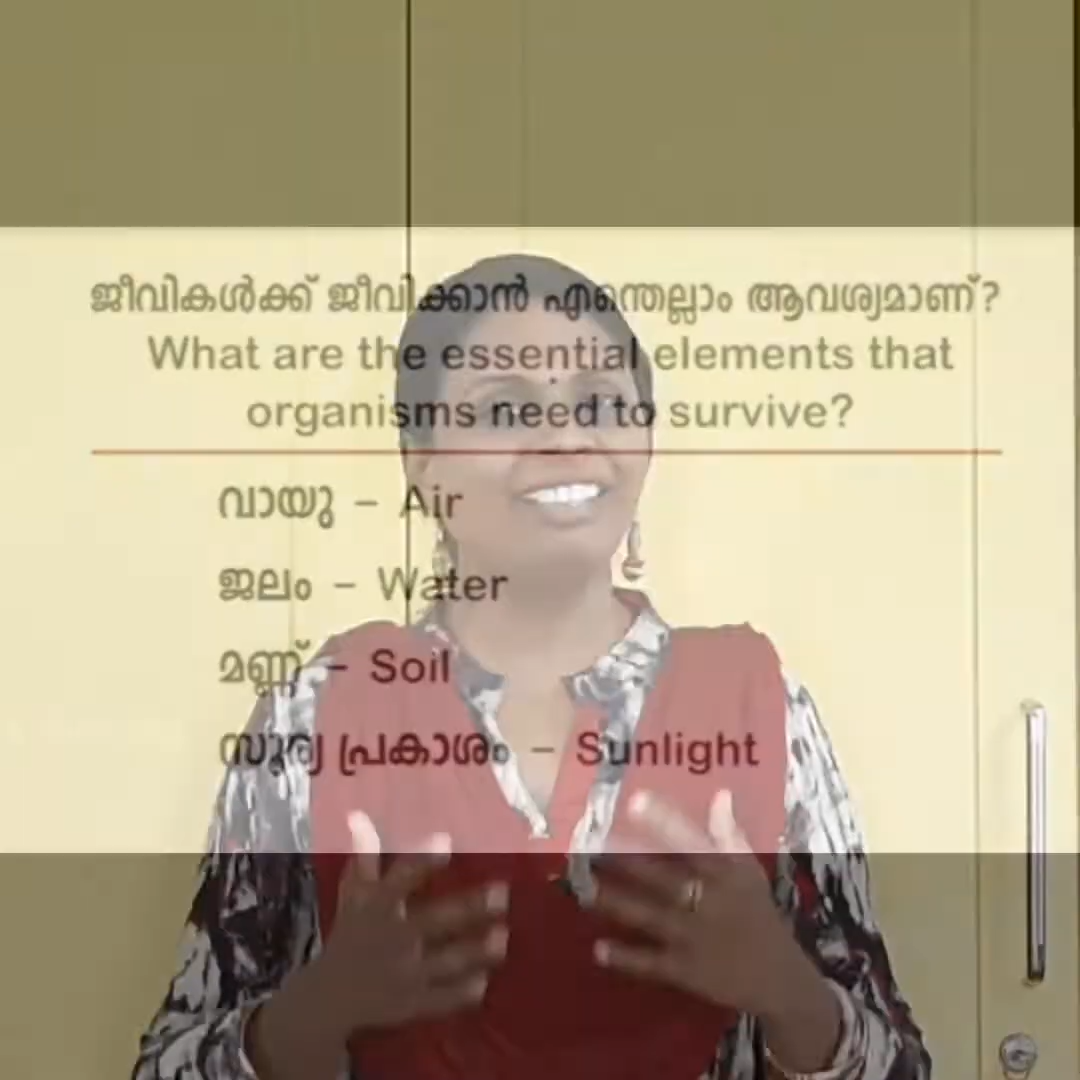 ജീവികൾക്ക് ജീവിക്കാൻ എന്തെല്ലാം ആവശ്യമാണ്?
What are the essential elements that
organisms need to survive?
വായു – Air
ജലം – Water
മണ്ണ് – Soil
സൂര്യ പ്രകാശം – Sunlight